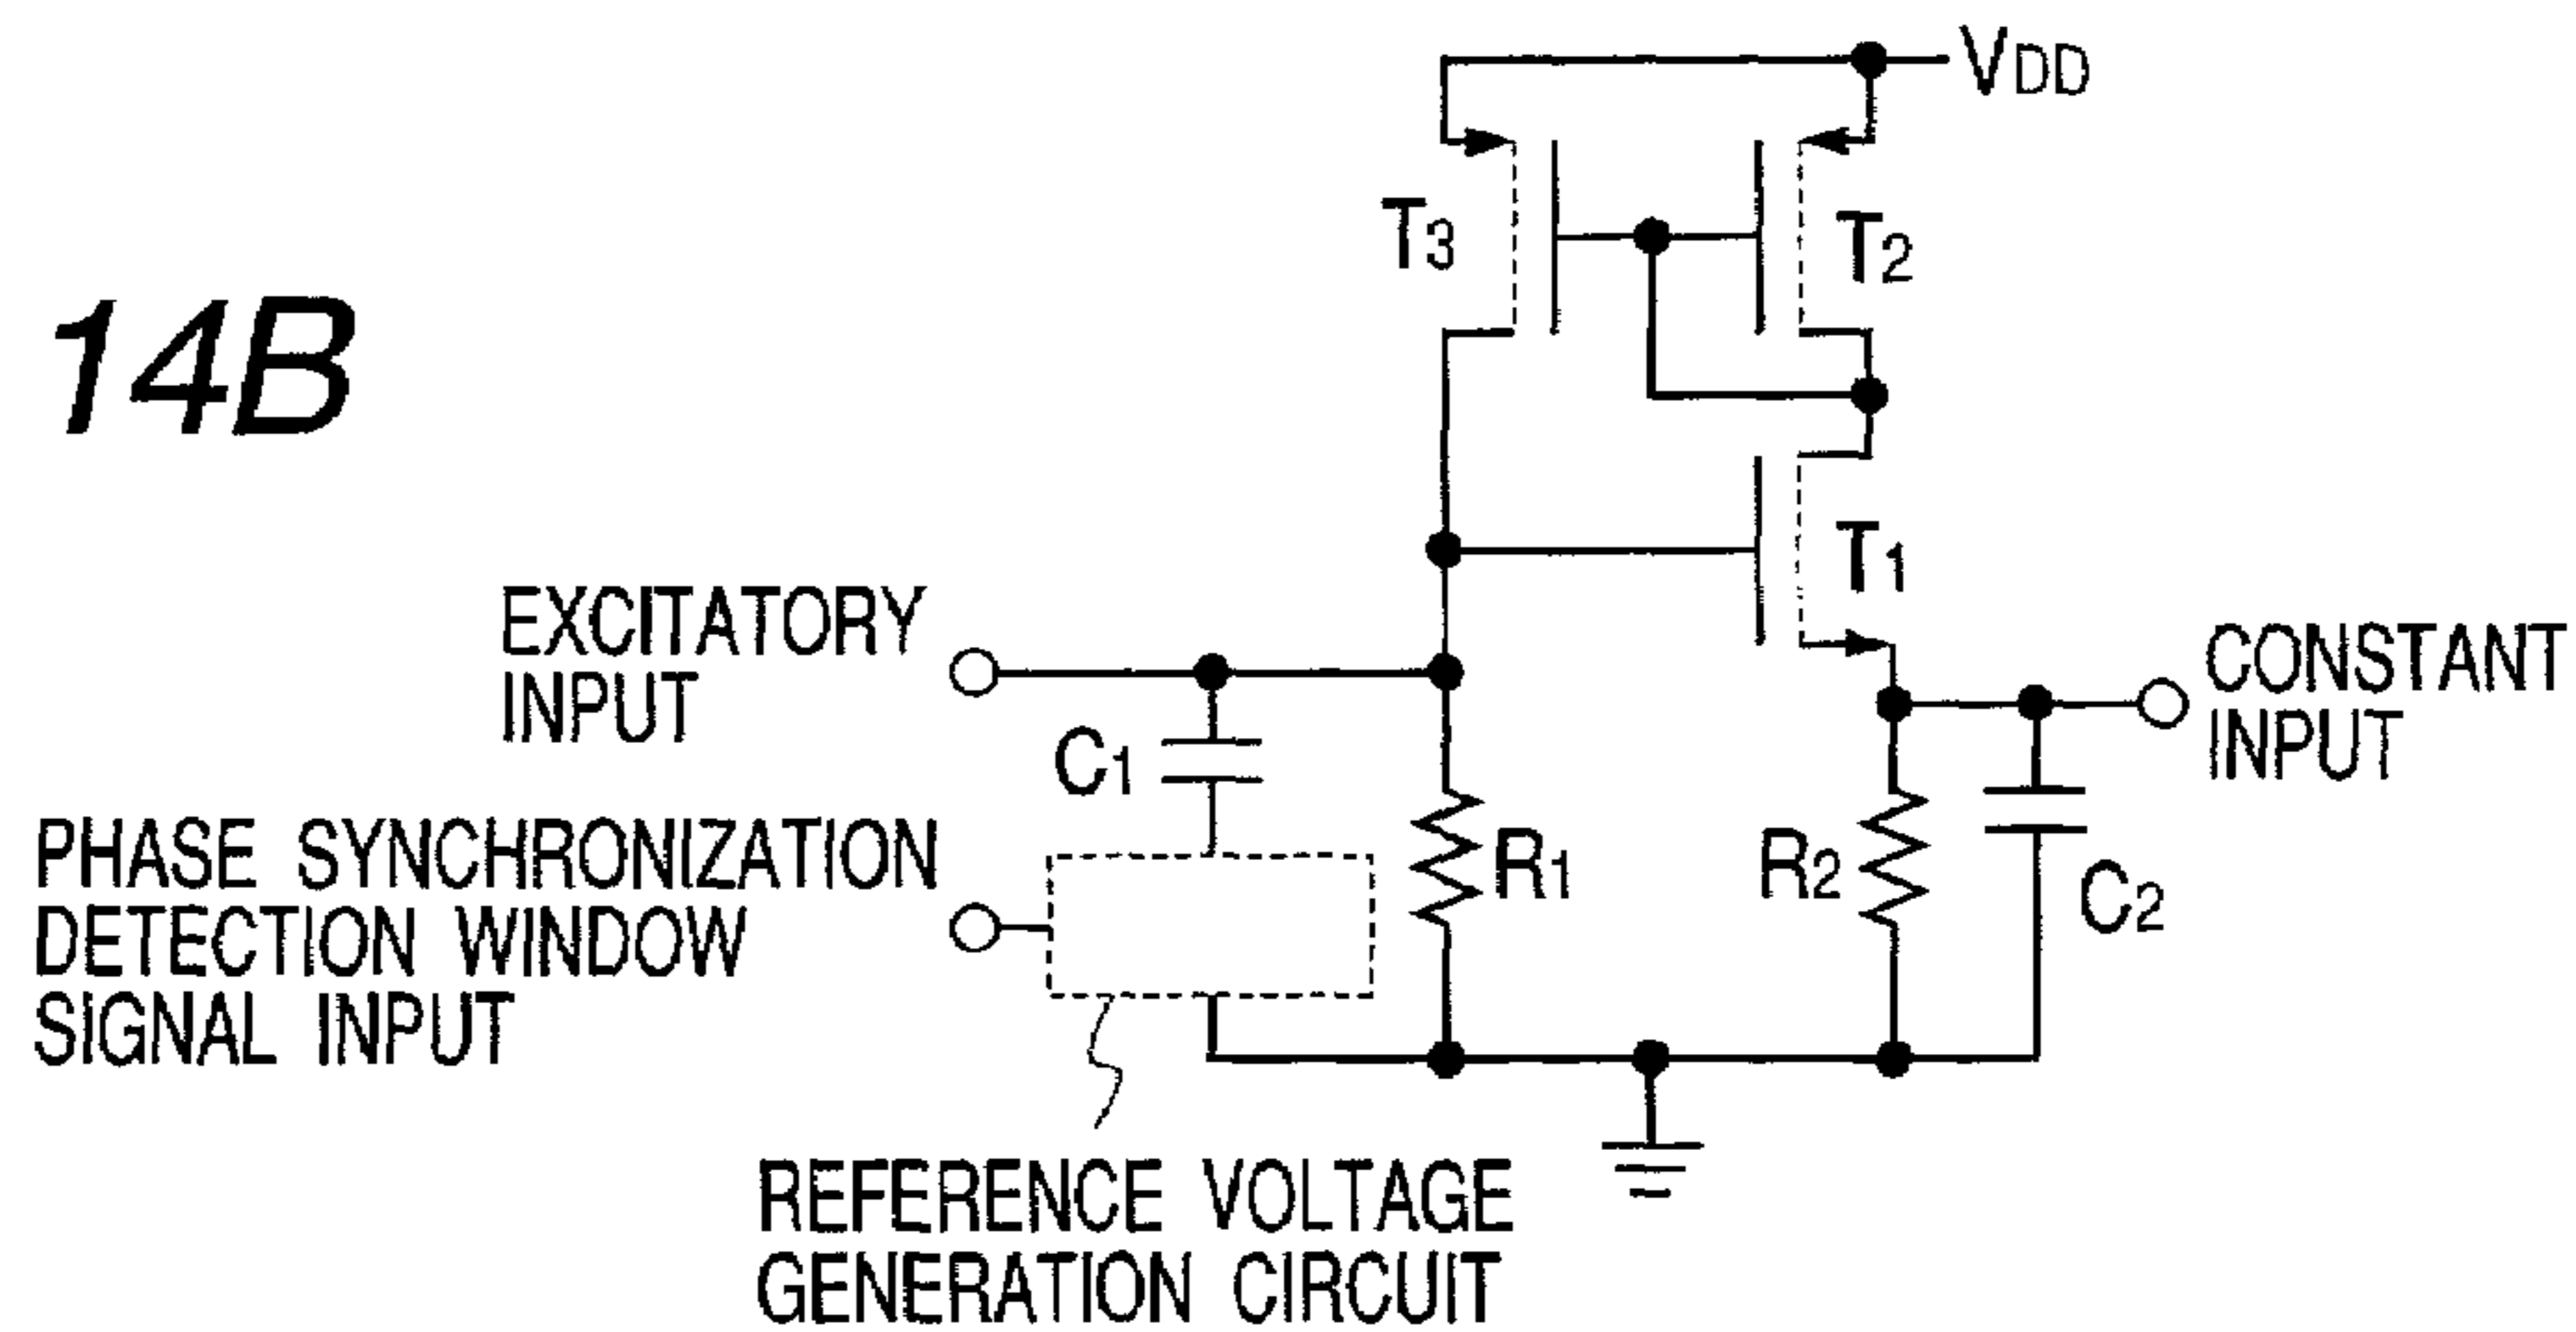 14B
VDD
T3
T2
T1
EXCITATORY
INPUT
CONSTANT
INPUT
C1
R1
R2
C2
PHASE SYNCHRONIZATION
DETECTION WINDOW
SIGNAL INPUT
REFERENCE VOLTAGE
GENERATION CIRCUIT